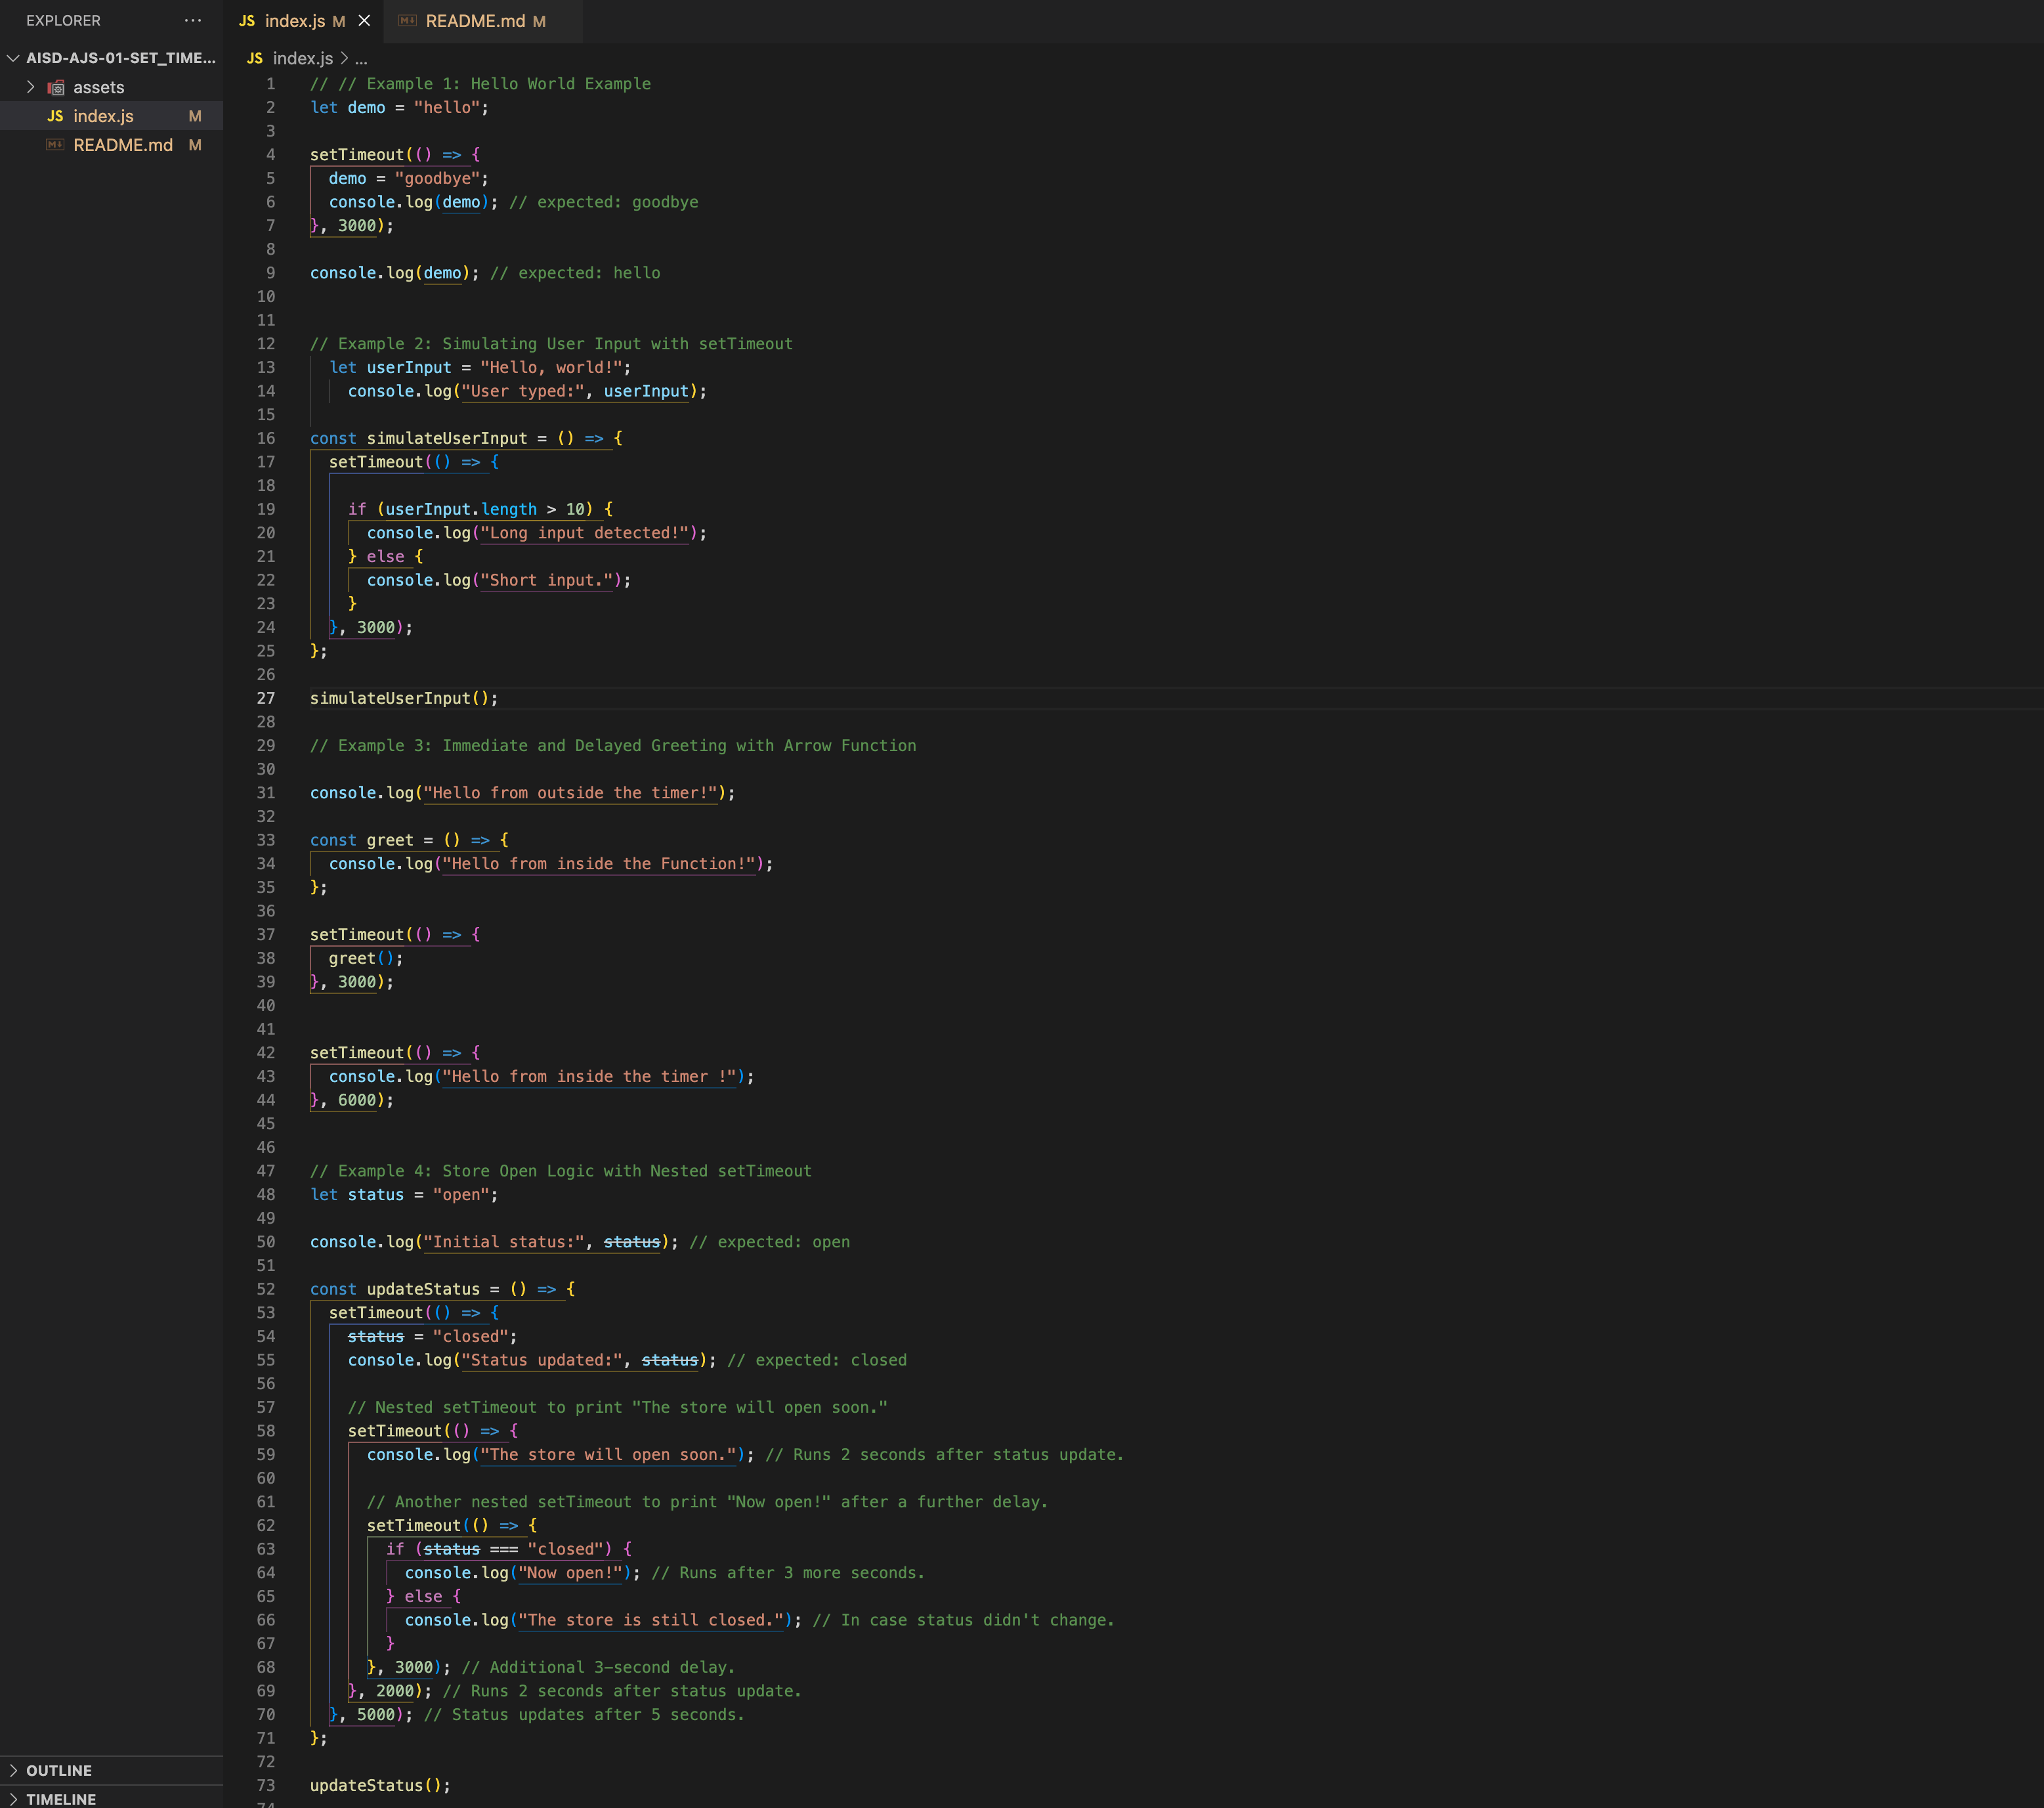 EXPLORER ...
AISD-AJS-01-SET_TIME...
assets
JS index.js M
README.md M
OUTLINE
TIMELINE
JS index.js M
README.md M
JS index.js > ...
1 // // Example 1: Hello World Example
2 let demo = "hello";
3
4 setTimeout(() => {
5 demo = "goodbye";
6 console.log(demo); // expected: goodbye
7 }, 3000);
8
9 console.log(demo); // expected: hello
10
11
12 // Example 2: Simulating User Input with setTimeout
13 let userInput = "Hello, world!";
14 console.log("User typed:", userInput);
15
16 const simulateUserInput = () => {
17 setTimeout(() => {
18
19 if (userInput.length > 10) {
20 console.log("Long input detected!");
21 } else {
22 console.log("Short input.");
23 }
24 }, 3000);
25 };
26
27 simulateUserInput();
28
29 // Example 3: Immediate and Delayed Greeting with Arrow Function
30
31 console.log("Hello from outside the timer!");
32
33 const greet = () => {
34 console.log("Hello from inside the Function!");
35 };
36
37 setTimeout(() => {
38 greet();
39 }, 3000);
40
41
42 setTimeout(() => {
43 console.log("Hello from inside the timer !");
44 }, 6000);
45
46
47 // Example 4: Store Open Logic with Nested setTimeout
48 let status = "open";
49
50 console.log("Initial status:", status); // expected: open
51
52 const updateStatus = () => {
53 setTimeout(() => {
54 status = "closed";
55 console.log("Status updated:", status); // expected: closed
56
57 // Nested setTimeout to print "The store will open soon."
58 setTimeout(() => {
59 console.log("The store will open soon."); // Runs 2 seconds after status update.
60
61 // Another nested setTimeout to print "Now open!" after a further delay.
62 setTimeout(() => {
63 if (status === "closed") {
64 console.log("Now open!"); // Runs after 3 more seconds.
65 } else {
66 console.log("The store is still closed."); // In case status didn't change.
67 }
68 }, 3000); // Additional 3-second delay.
69 }, 2000); // Runs 2 seconds after status update.
70 }, 5000); // Status updates after 5 seconds.
71 };
72
73 updateStatus();
74